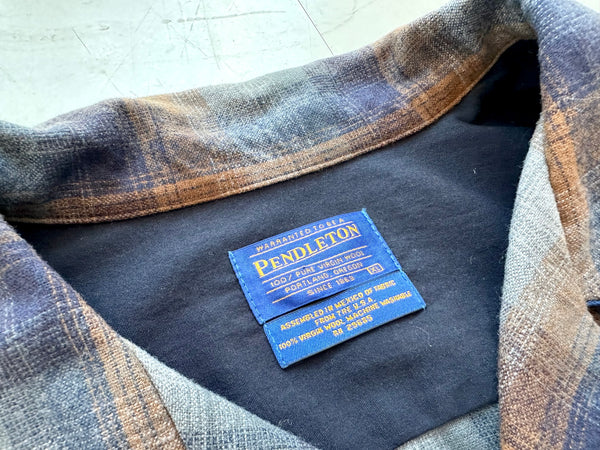 WARRANTED TO BE A
PENDLETON
100% PURE VIRGIN WOOL
PORTLAND, OREGON
SINCE 1863 XL
ASSEMBLED IN MEXICO OF FABRIC
FROM THE U.S.A.
100% VIRGIN WOOL MACHINE WASHABLE
RN 29685